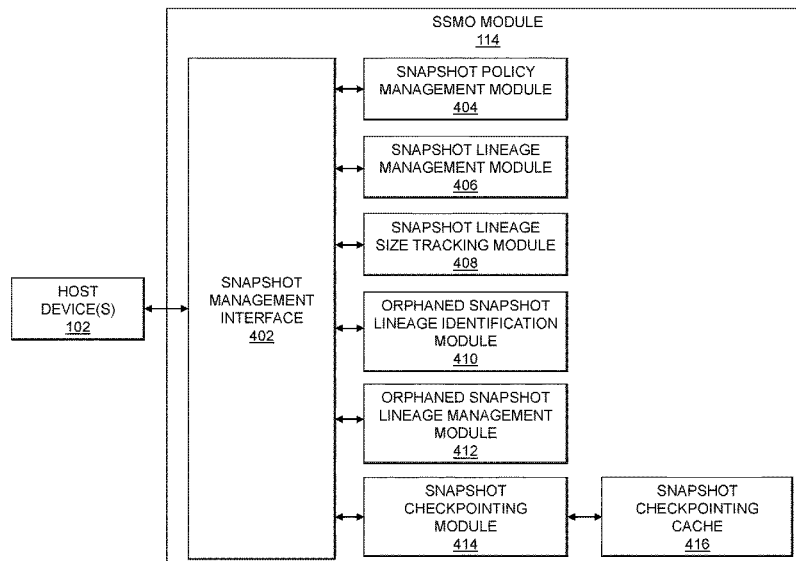 SSMO MODULE
114
SNAPSHOT POLICY
MANAGEMENT MODULE
404
SNAPSHOT LINEAGE
MANAGEMENT MODULE
406
SNAPSHOT LINEAGE
SIZE TRACKING MODULE
408
HOST
DEVICE(S)
102
SNAPSHOT
MANAGEMENT
INTERFACE
402
ORPHANED SNAPSHOT
LINEAGE IDENTIFICATION
MODULE
410
ORPHANED SNAPSHOT
LINEAGE MANAGEMENT
MODULE
412
SNAPSHOT
CHECKPOINTING
MODULE
414
SNAPSHOT
CHECKPOINTING
CACHE
416